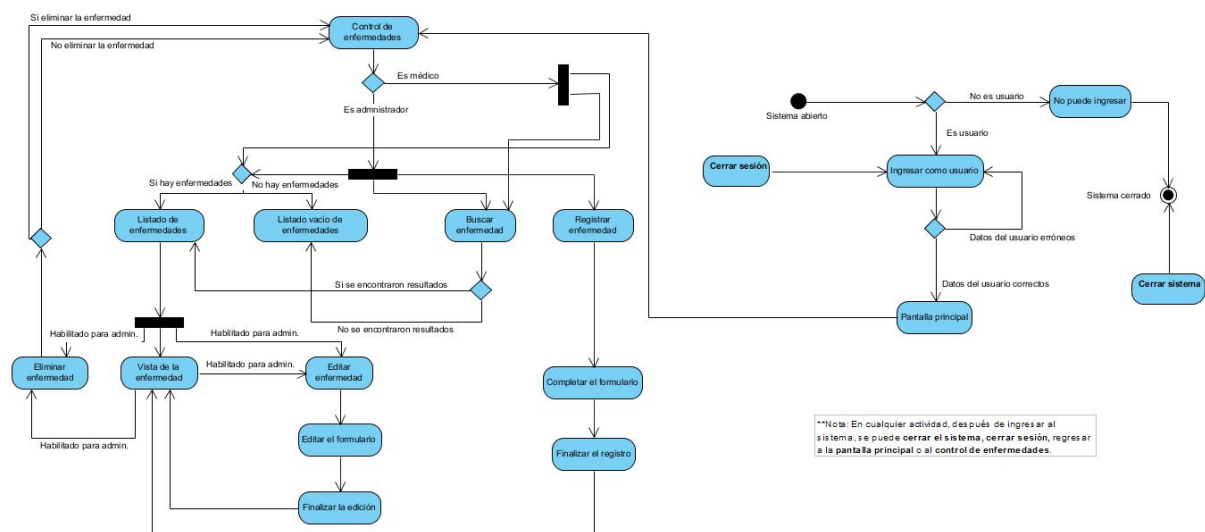 Si eliminar la enfermedad
No eliminar la enfermedad
Control de
enfermedades
Es médico
Es admnistrador
Si hay enfermedades
No hay enfermedades
Listado de
enfermedades
Listado vacío de
enfermedades
Buscar
enfermedad
Registrar
enfermedad
Si se encontraron resultados
No se encontraron resultados
Habilitado para admin.
Habilitado para admin.
Eliminar
enfermedad
Vista de la
enfermedad
Habilitado para admin.
Editar
enfermedad
Habilitado para admin.
Editar el formulario
Finalizar la edición
Completar el formulario
Finalizar el registro
Sistema abierto
No es usuario
No puede ingresar
Es usuario
Cerrar sesión
Ingresar como usuario
Sistema cerrado
Datos del usuario erróneos
Datos del usuario correctos
Cerrar sistema
Pantalla principal
**Nota: En cualquier actividad, después de ingresar al
sistema, se puede cerrar el sistema, cerrar sesión, regresar
a la pantalla principal o al control de enfermedades.